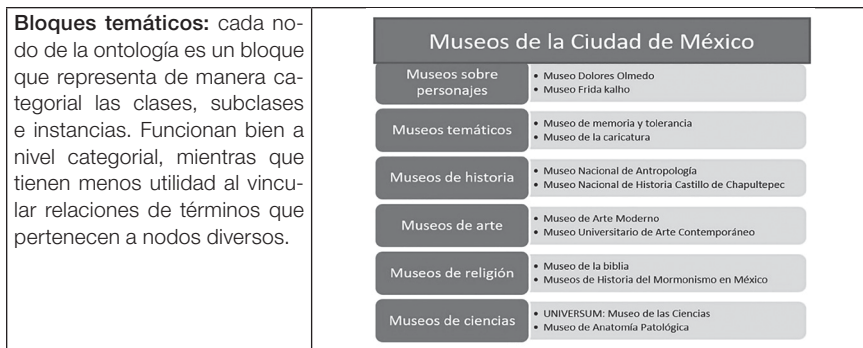 Bloques temáticos: cada no-
do de la ontología es un bloque
que representa de manera ca-
tegorial las clases, subclases
e instancias. Funcionan bien a
nivel categorial, mientras que
tienen menos utilidad al vincu-
lar relaciones de términos que
pertenecen a nodos diversos.
Museos de la Ciudad de México
Museos sobre
personajes
• Museo Dolores Olmedo
• Museo Frida kalho
Museos temáticos
• Museo de memoria y tolerancia
• Museo de la caricatura
Museos de historia
• Museo Nacional de Antropología
• Museo Nacional de Historia Castillo de Chapultepec
Museos de arte
• Museo de Arte Moderno
• Museo Universitario de Arte Contemporáneo
Museos de religión
• Museo de la biblia
• Museos de Historia del Mormonismo en México
Museos de ciencias
• UNIVERSUM: Museo de las Ciencias
• Museo de Anatomía Patológica